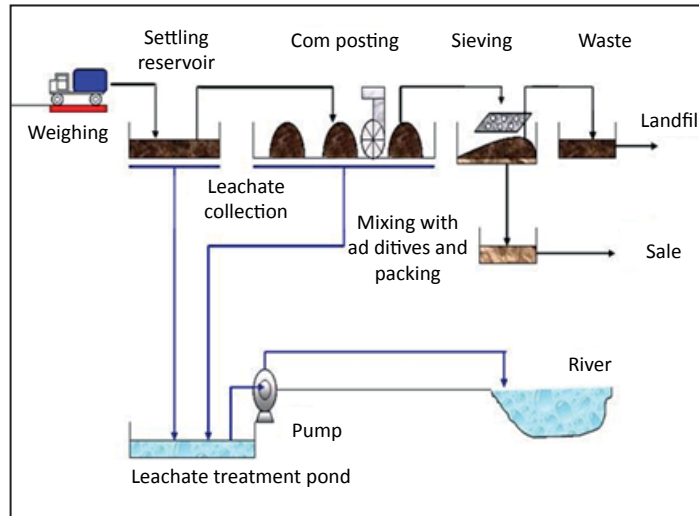 Settling
reservoir
Com posting
Sieving
Waste
Weighing
Landfil
Leachate
collection
Mixing with
ad ditives and
packing
Sale
River
Pump
Leachate treatment pond